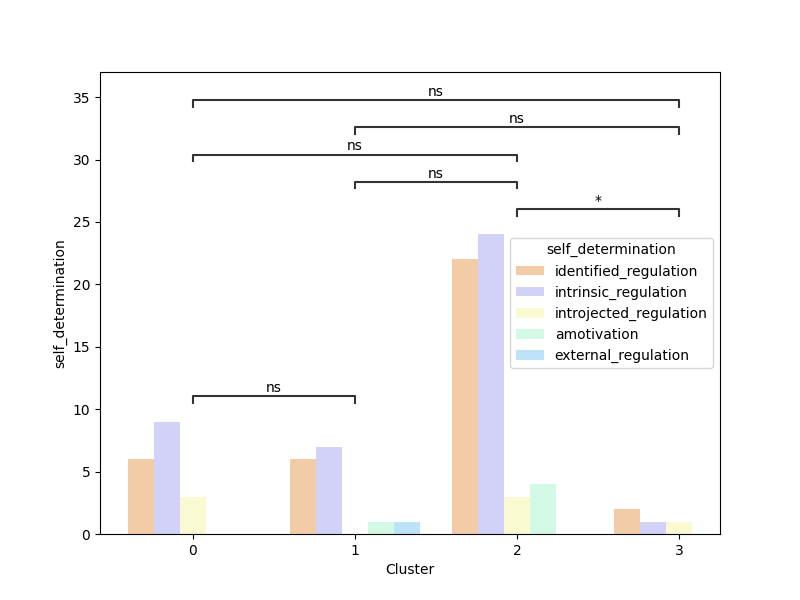 35
30
25
20
15
10
5
0
self_determination
ns
ns
ns
ns
*
ns
self_determination
identified_regulation
intrinsic_regulation
introjected_regulation
amotivation
external_regulation
0
1
2
3
Cluster